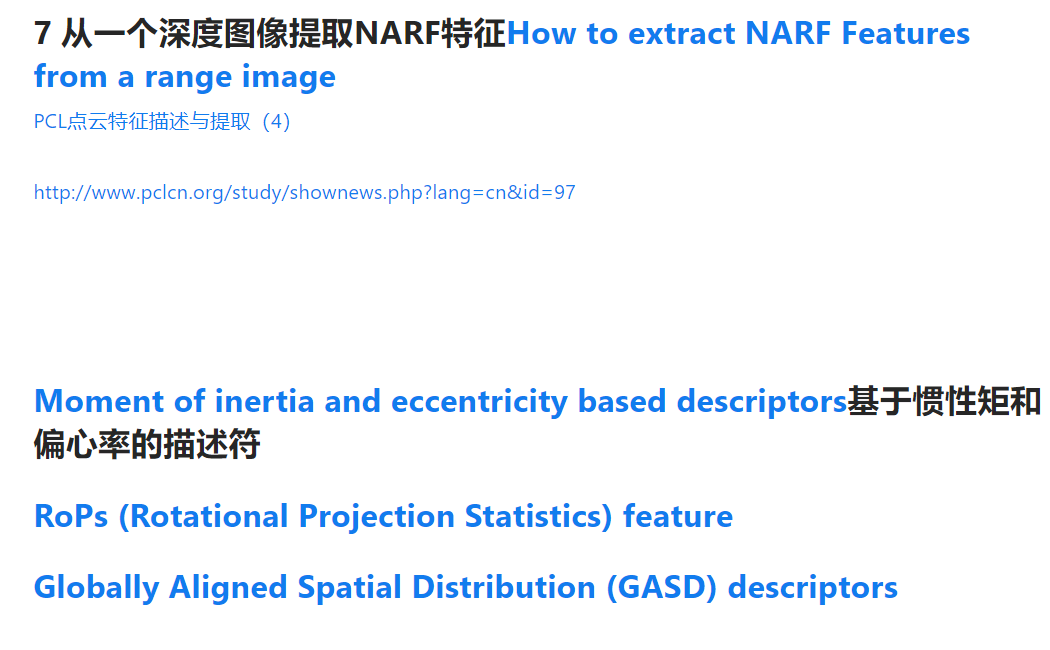 7 从一个深度图像提取NARF特征How to extract NARF Features
from a range image
PCL点云特征描述与提取（4）
http://www.pclcn.org/study/shownews.php?lang=cn&id=97
Moment of inertia and eccentricity based descriptors基于惯性矩和
偏心率的描述符
RoPs (Rotational Projection Statistics) feature
Globally Aligned Spatial Distribution (GASD) descriptors